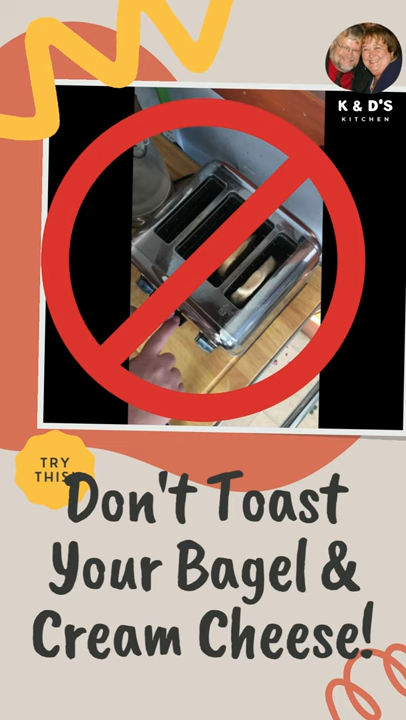 K & D'S
KITCHEN
TRY
THIS
Don't Toast
Your Bagel &
Cream Cheese!